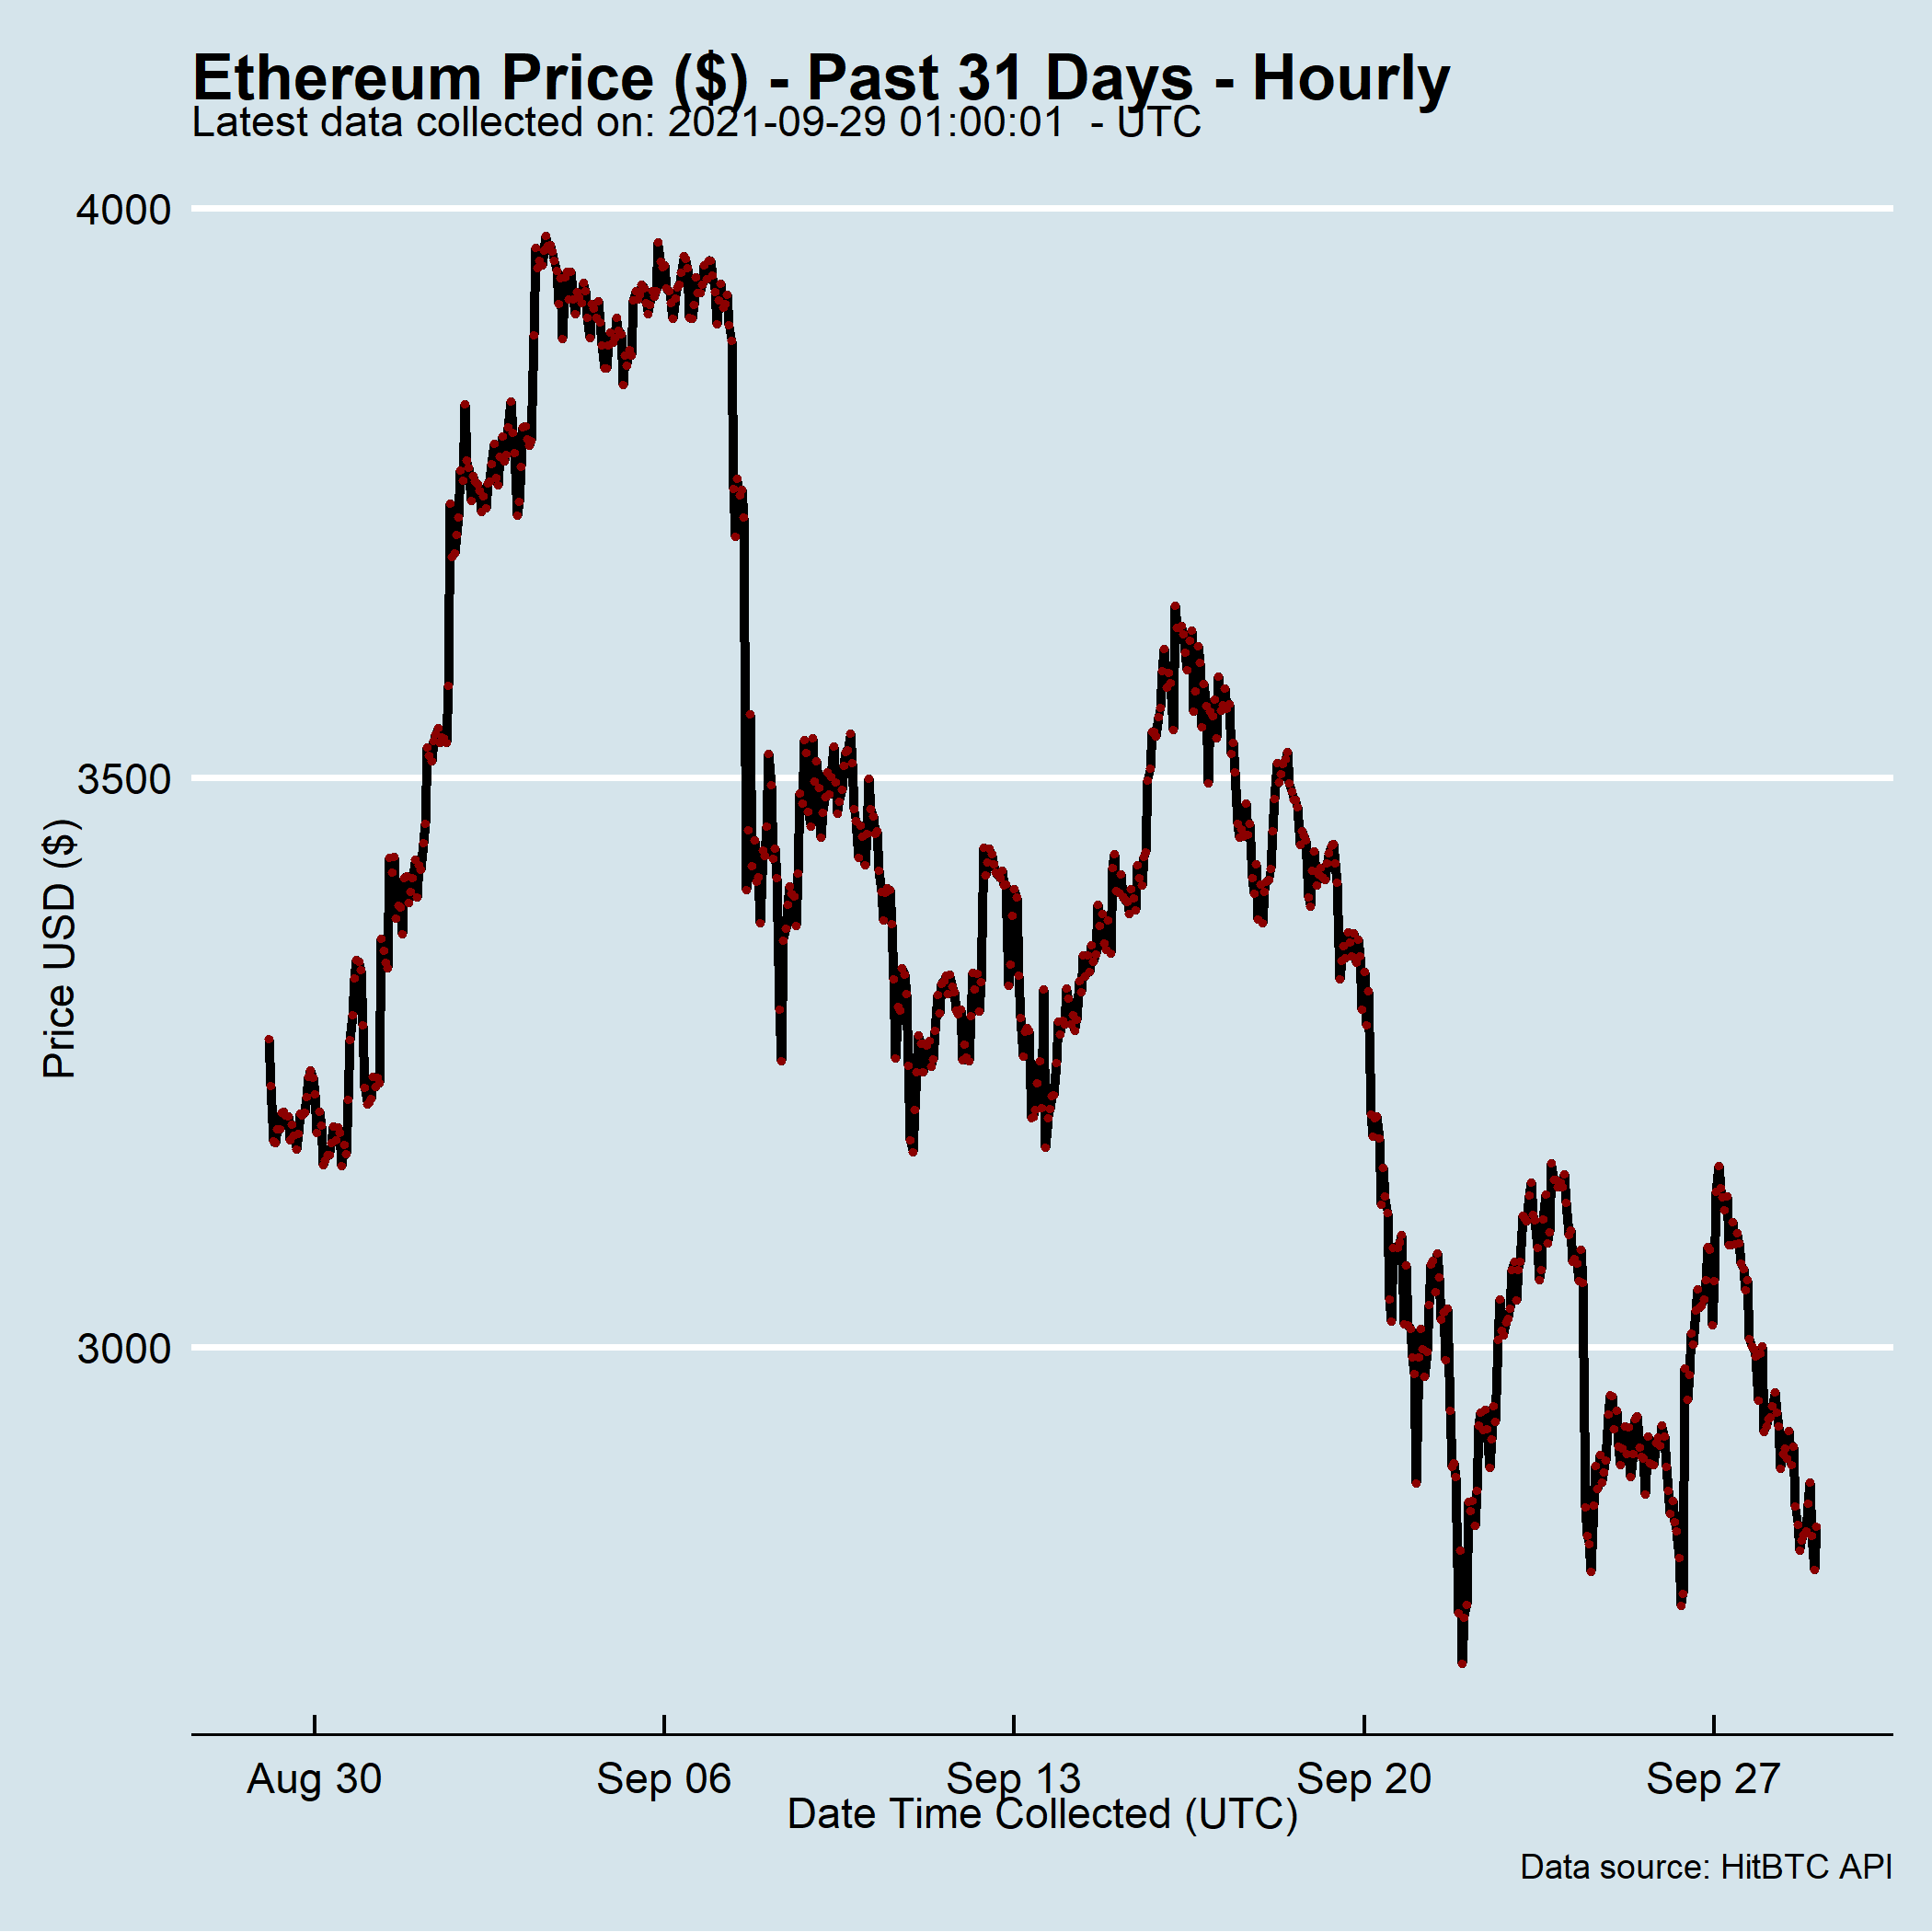 Ethereum Price ($) - Past 31 Days - Hourly
Latest data collected on: 2021-09-29 01:00:01  - UTC
4000
3500
3000
Price USD ($)
Aug 30
Sep 06
Sep 13
Sep 20
Sep 27
Date Time Collected (UTC)
Data source: HitBTC API